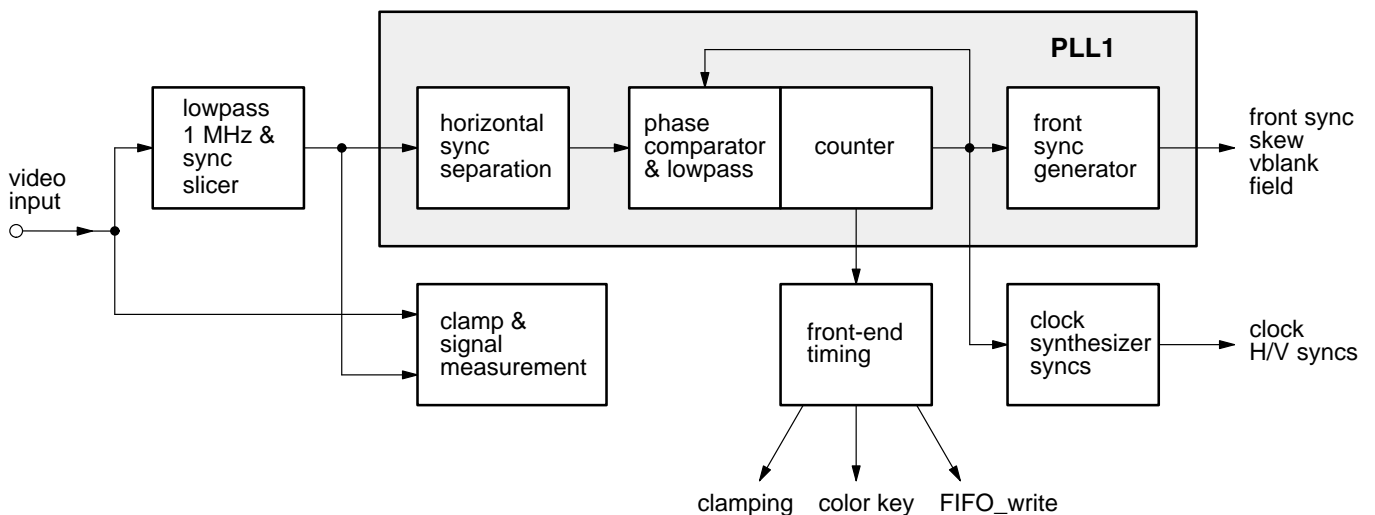 PLL1
lowpass
1 MHz &
sync
slicer
horizontal
sync
separation
phase
comparator
& lowpass
counter
front
sync
generator
front sync
skew
vblank
field
video
input
clamp &
signal
measurement
front-end
timing
clock
synthesizer
syncs
clock
H/V syncs
clamping
color key
FIFO_write